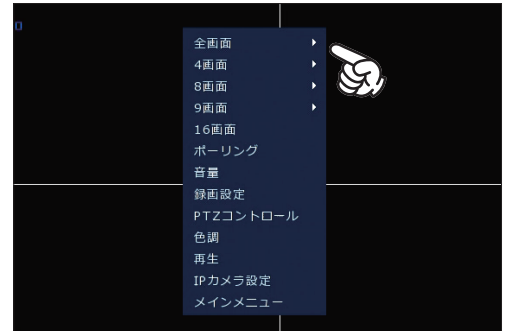 全画面
4画面
8画面
9画面
16画面
ポーリング
音量
録画設定
PTZコントロール
色調
再生
IPカメラ設定
メインメニュー